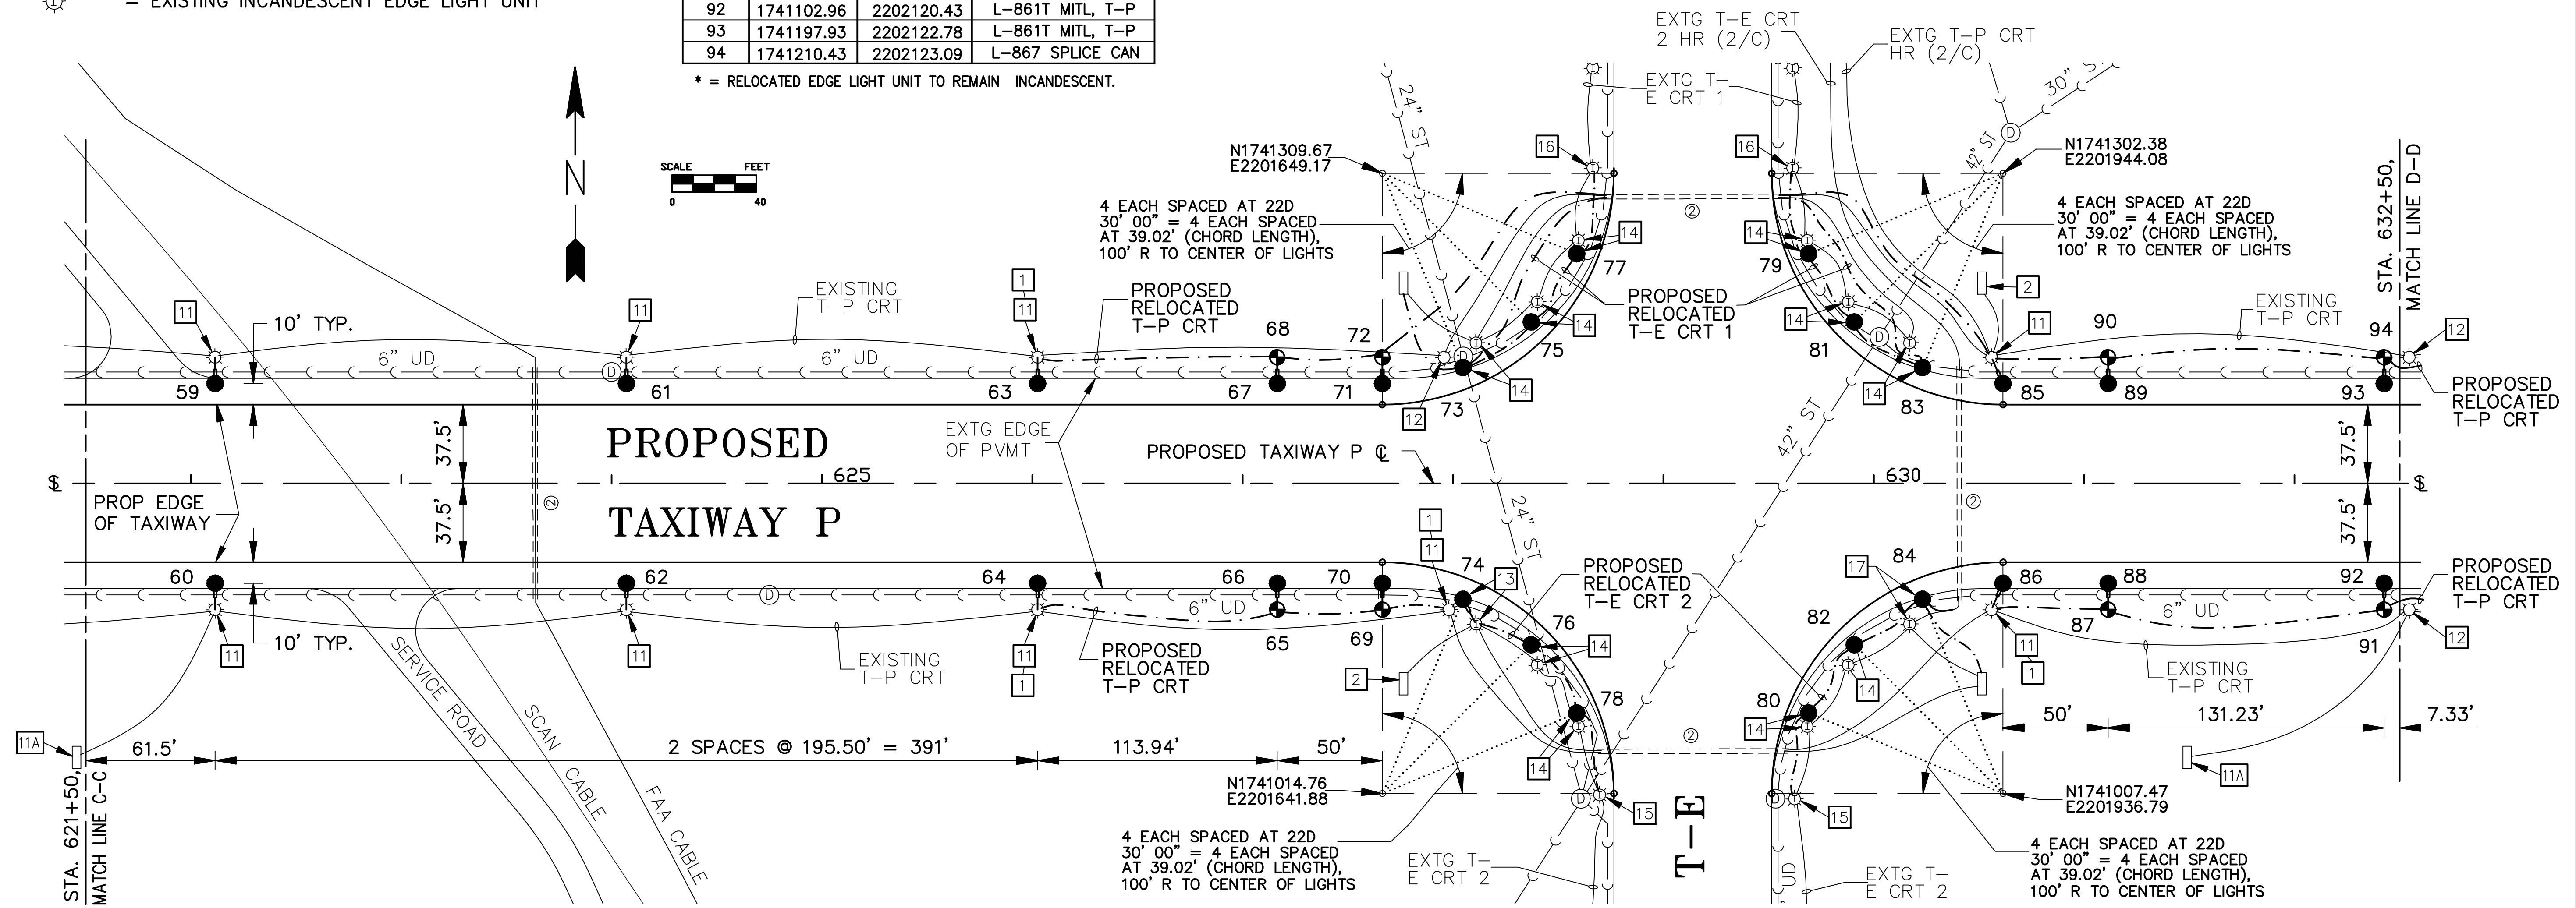 = EXISTING INCANDESCENT EDGE LIGHT UNIT
92 1741102.96 2202120.43 L-861T MITL, T-P
93 1741197.93 2202122.78 L-861T MITL, T-P
94 1741210.43 2202123.09 L-867 SPLICE CAN
* = RELOCATED EDGE LIGHT UNIT TO REMAIN INCANDESCENT.
N
SCALE FEET
0 40
EXTG T-E CRT
2 HR (2/C)
EXTG T-P CRT
HR (2/C)
EXTG T-
E CRT 1
24" ST
30" S
42" ST
D
N1741309.67
E2201649.17
16
16
N1741302.38
E2201944.08
4 EACH SPACED AT 22D
30' 00" = 4 EACH SPACED
AT 39.02' (CHORD LENGTH),
100' R TO CENTER OF LIGHTS
4 EACH SPACED AT 22D
30' 00" = 4 EACH SPACED
AT 39.02' (CHORD LENGTH),
100' R TO CENTER OF LIGHTS
STA. 632+50,
MATCH LINE D-D
2
14
14
77
79
2
11
10' TYP.
11
EXISTING
T-P CRT
1
11
PROPOSED
RELOCATED
T-P CRT
68
72
PROPOSED
RELOCATED
T-E CRT 1
14
14
75
81
D
11
90
EXISTING
T-P CRT
94
12
6" UD
6" UD
D
D
59
61
63
67
71
12
73
14
14
83
85
89
93
PROPOSED
RELOCATED
T-P CRT
37.5'
PROPOSED
EXTG EDGE
OF PVMT
PROPOSED TAXIWAY P ℄
42" ST
37.5'
℄
625
630
℄
PROP EDGE
OF TAXIWAY
2
37.5'
TAXIWAY P
24" ST
2
37.5'
1
11
74
13
PROPOSED
RELOCATED
T-E CRT 2
17
84
PROPOSED
RELOCATED
T-P CRT
60
62
64
66
70
86
88
92
D
6" UD
6" UD
76
82
65
69
87
91
12
11
10' TYP.
11
EXISTING
T-P CRT
11
1
PROPOSED
RELOCATED
T-P CRT
14
14
11
1
EXISTING
T-P CRT
SERVICE ROAD
SCAN CABLE
FAA CABLE
2
78
80
14
14
2
50'
131.23'
7.33'
11A
61.5'
2 SPACES @ 195.50' = 391'
113.94'
50'
11A
STA. 621+50,
MATCH LINE C-C
N1741014.76
E2201641.88
D
15
T-E
D
15
N1741007.47
E2201936.79
4 EACH SPACED AT 22D
30' 00" = 4 EACH SPACED
AT 39.02' (CHORD LENGTH),
100' R TO CENTER OF LIGHTS
EXTG T-
E CRT 2
UD
EXTG T-
E CRT 2
4 EACH SPACED AT 22D
30' 00" = 4 EACH SPACED
AT 39.02' (CHORD LENGTH),
100' R TO CENTER OF LIGHTS